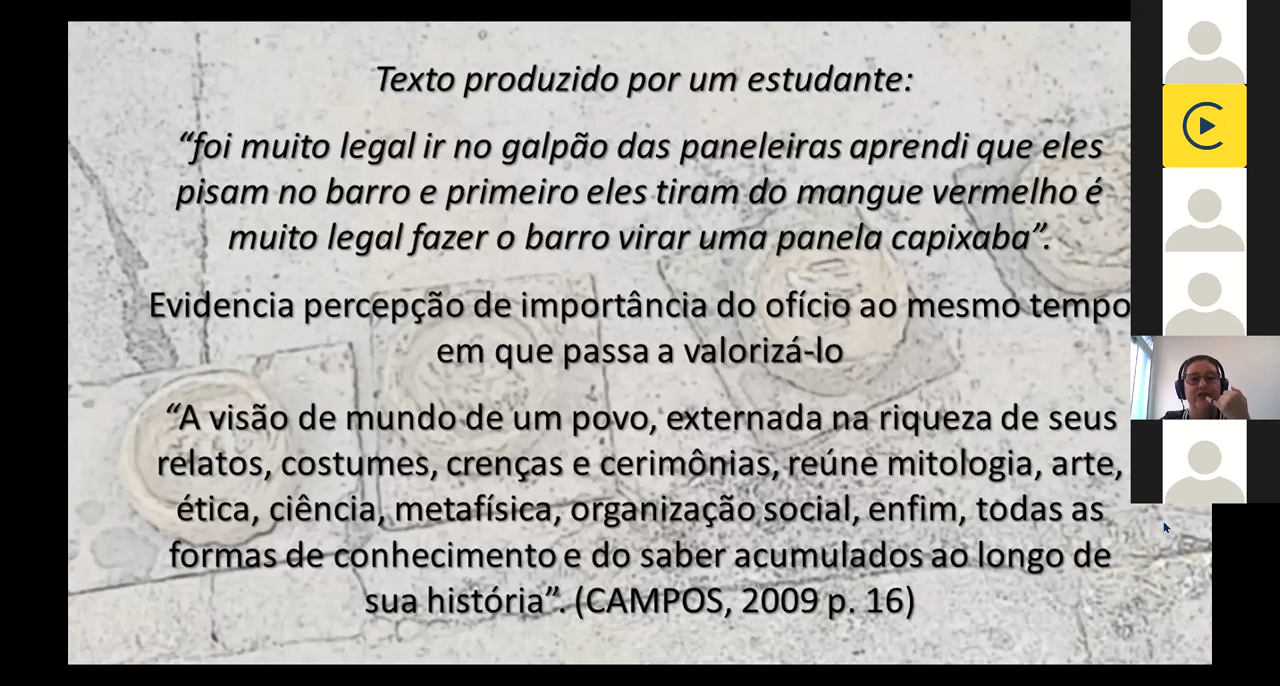 Texto produzido por um estudante:
“foi muito legal ir no galpão das paneleiras aprendi que eles
pisam no barro e primeiro eles tiram do mangue vermelho é
muito legal fazer o barro virar uma panela capixaba”.
Evidencia percepção de importância do ofício ao mesmo tempo
em que passa a valorizá-lo
“A visão de mundo de um povo, externada na riqueza de seus
relatos, costumes, crenças e cerimônias, reúne mitologia, arte,
ética, ciência, metafísica, organização social, enfim, todas as
formas de conhecimento e do saber acumulados ao longo de
sua história”. (CAMPOS, 2009 p. 16)